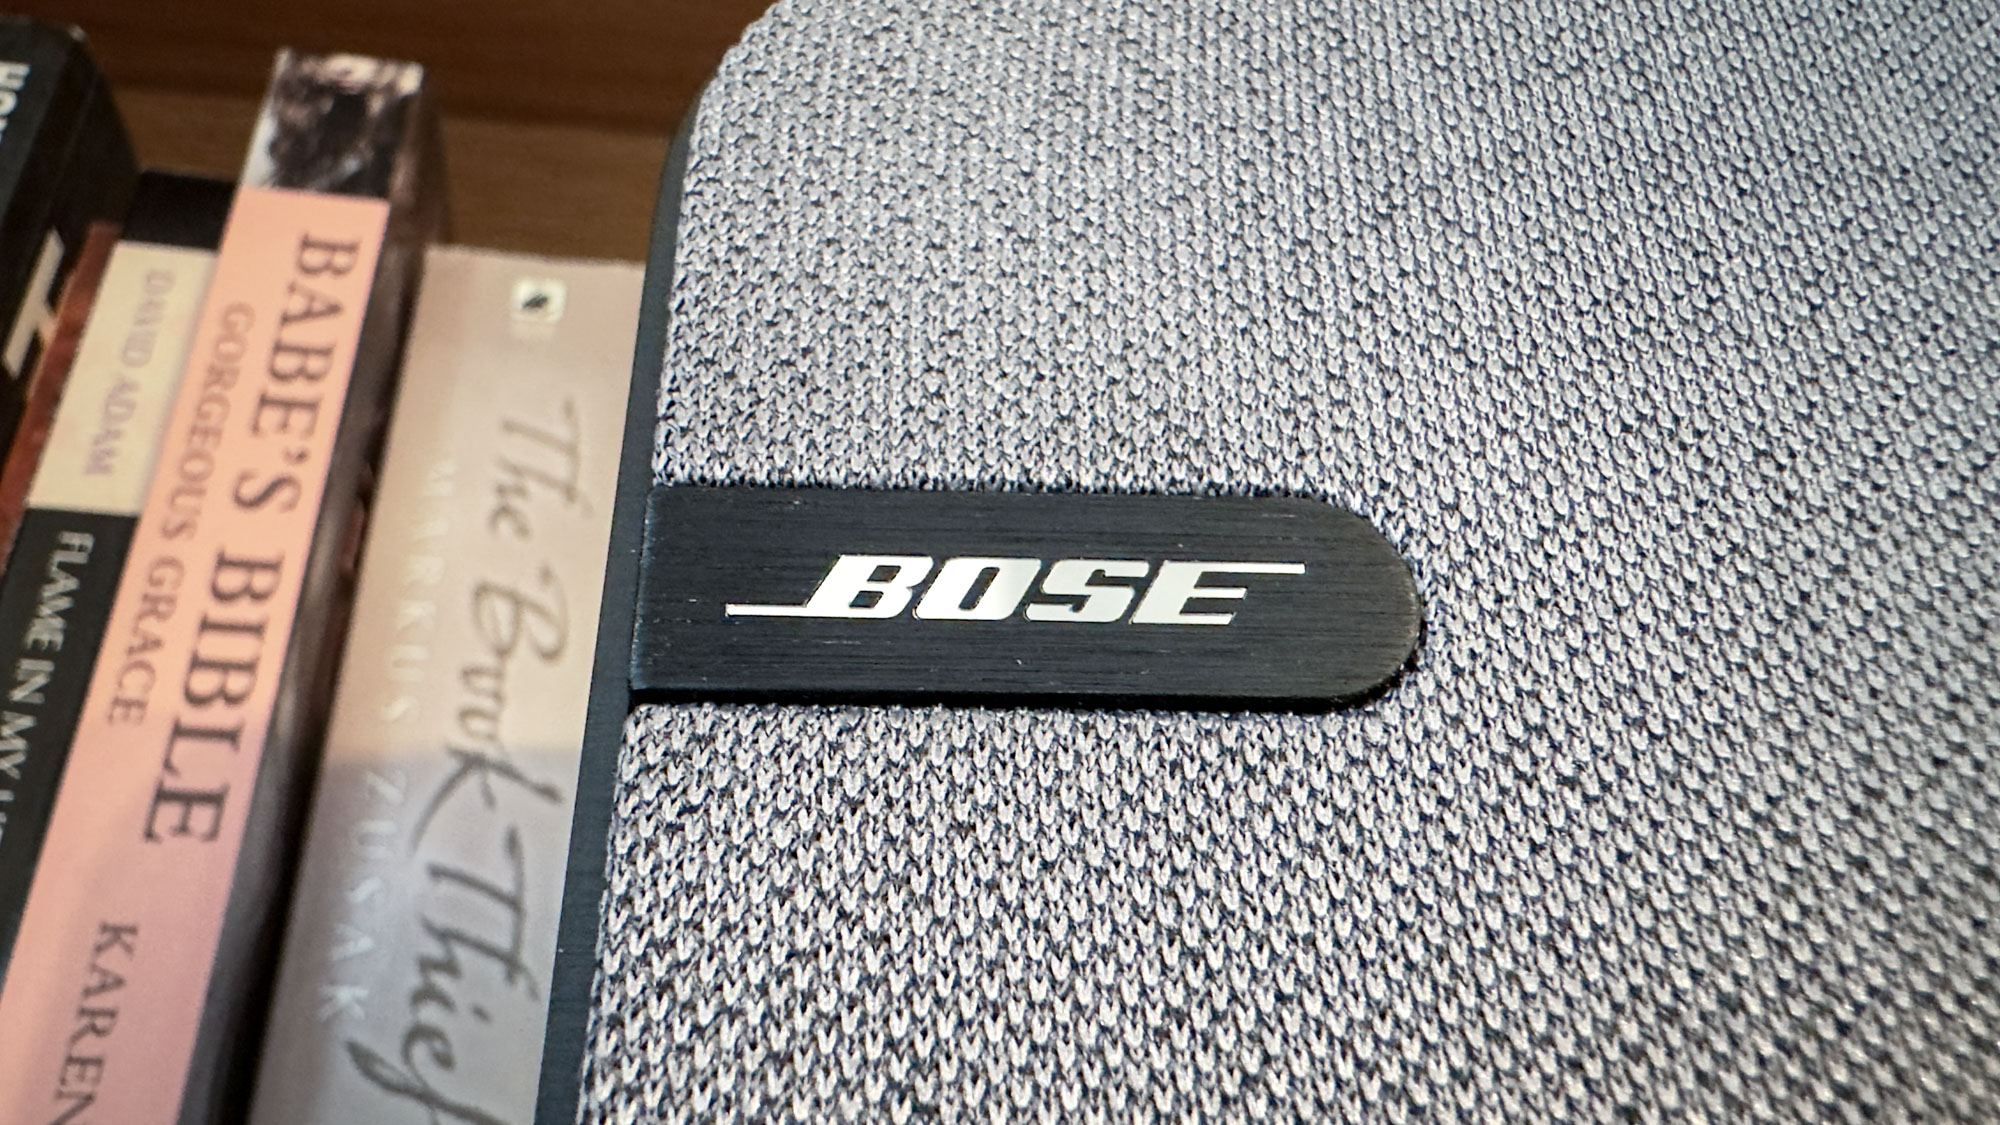 DAVID ADAM
FLAME IN MY
BABE'S BIBLE
GORGEOUS GRACE
KAREN
The Book Thief
MARKUS ZUSAK
BOSE